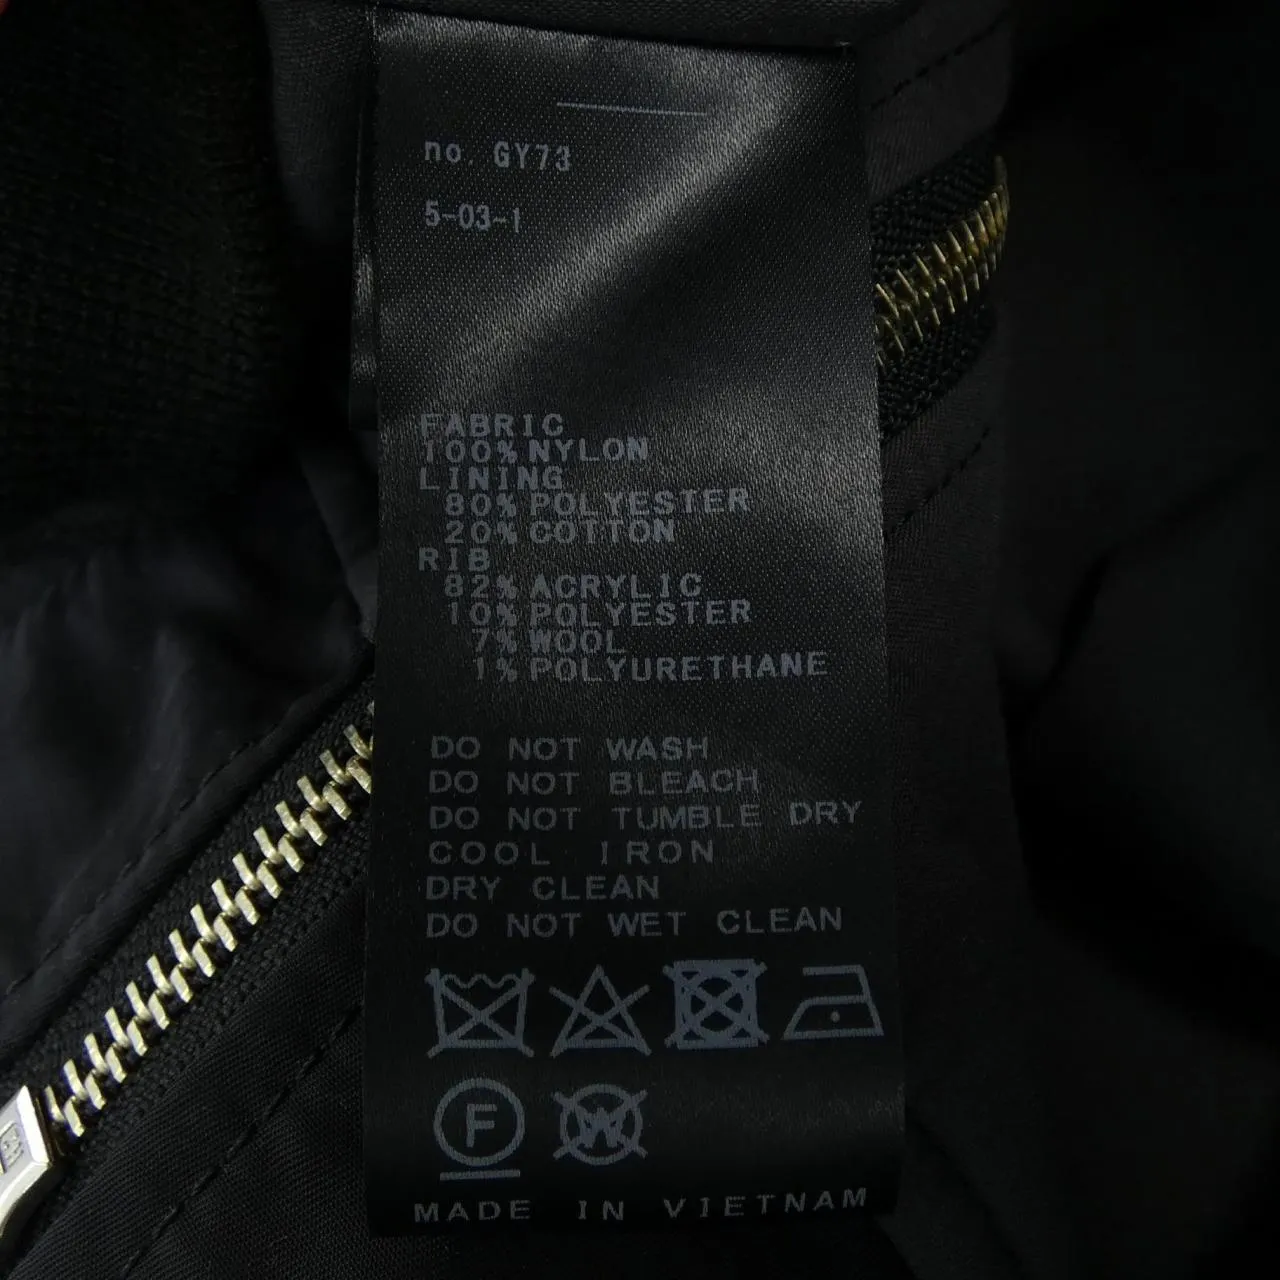 no. GY73
5-03-1
FABRIC
100%NYLON
LINING
80%POLYESTER
20%COTTON
RIB
82%ACRYLIC
10%POLYESTER
7%WOOL
1%POLYURETHANE
DO NOT WASH
DO NOT BLEACH
DO NOT TUMBLE DRY
COOL IRON
DRY CLEAN
DO NOT WET CLEAN
F W
MADE IN VIETNAM